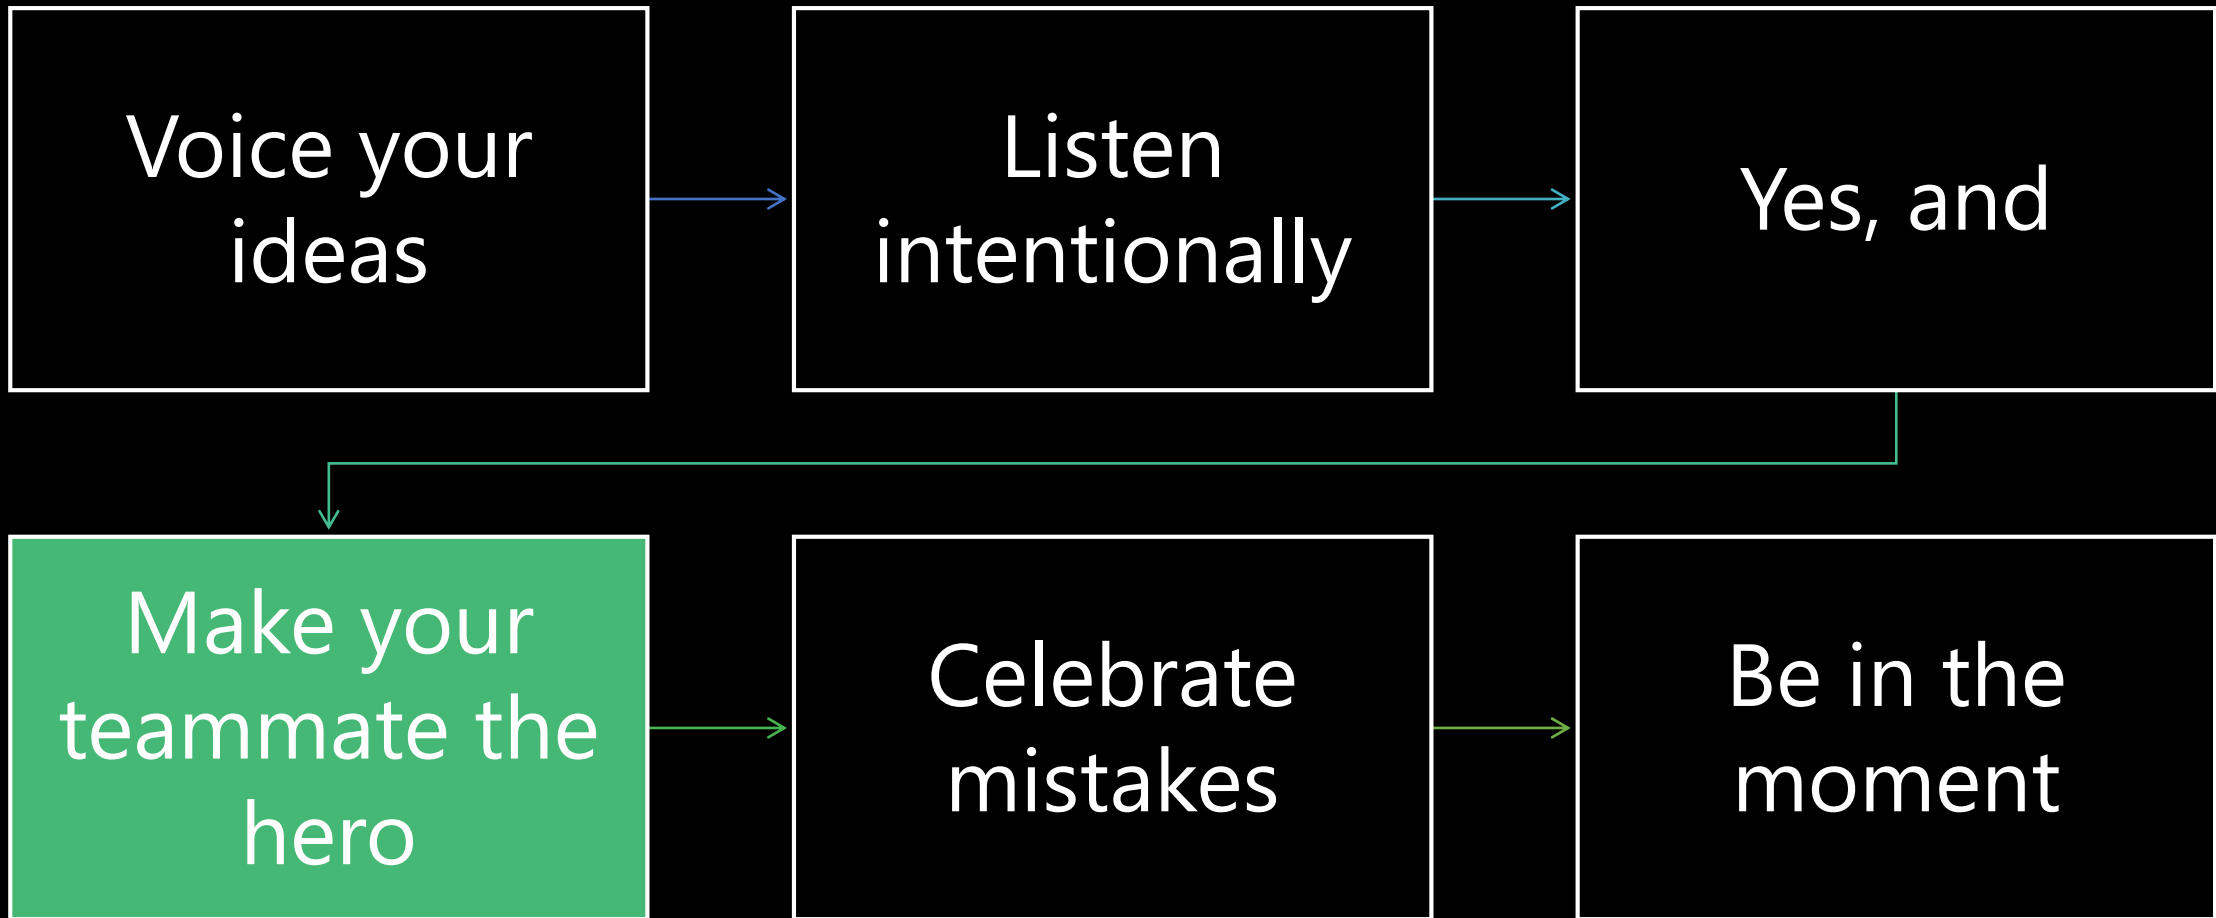 Voice your
ideas
Listen
intentionally
Yes, and
Make your
teammate the
hero
Celebrate
mistakes
Be in the
moment